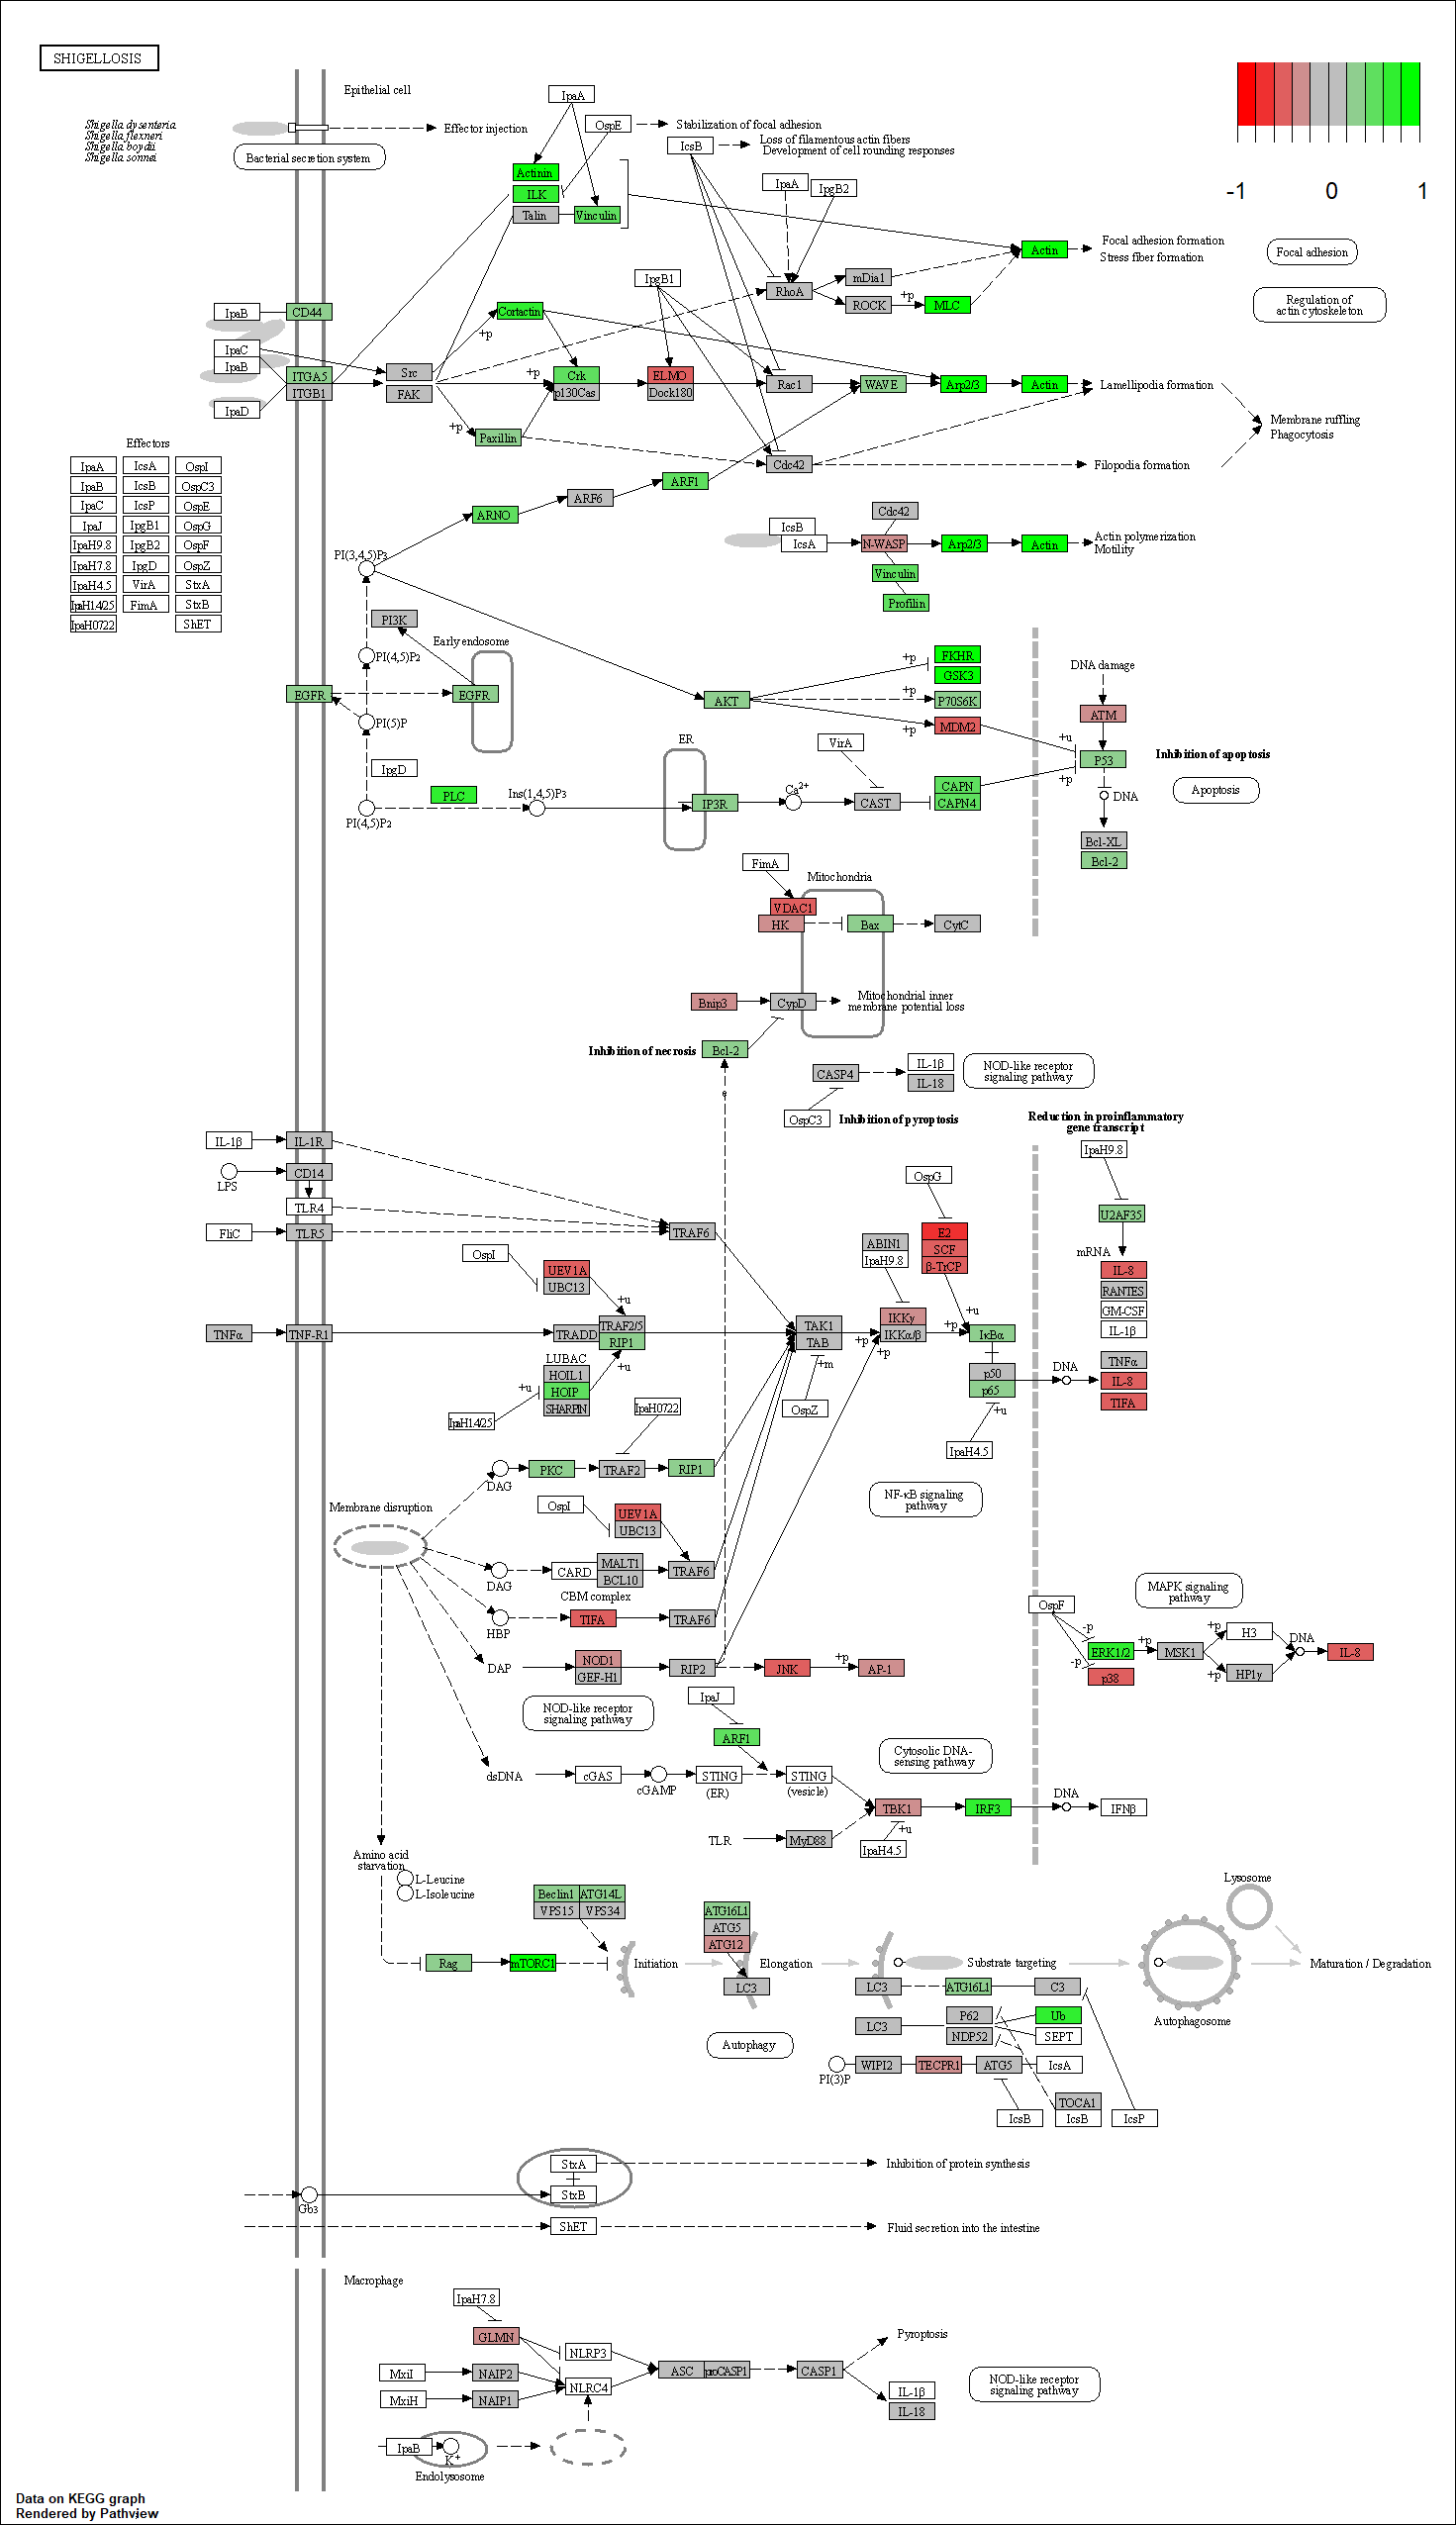 SHIGELLOSIS
-1
0
1
Epithelial cell
Shigella dysenteria
Shigella flexneri
Shigella boydii
Shigella sonnei
Effector injection
Bacterial secretion system
IpaA
OspE
Stabilization of focal adhesion
IcsB
Loss of filamentous actin fibers
Development of cell rounding responses
Actinin
ILK
Talin
Vinculin
IpaA
IpgB2
Actin
Focal adhesion formation
Stress fiber formation
Focal adhesion
Regulation of
actin cytoskeleton
IpgB1
RhoA
mDia1
ROCK
+p
MLC
IpaB
CD44
Cortactin
+p
IpaC
IpaB
IpaD
ITGA5
ITGB1
Src
FAK
+p
Crk
p130Cas
ELMO
Dock180
Rac1
WAVE
Arp2/3
Actin
Lamellipodia formation
+p
Paxillin
Cdc42
Filopodia formation
Membrane ruffling
Phagocytosis
Effectors
IpaA
IcsA
OspI
IpaB
IcsB
OspC3
IpaC
IcsP
OspE
IpaJ
IpgB1
OspG
IpaH9.8
IpgB2
OspF
IpaH7.8
IpgD
OspZ
IpaH4.5
VirA
StxA
IpaH1425
FimA
StxB
IpaH0722
ShET
ARF1
ARF6
ARNO
PI(3,4,5)P3
Cdc42
IcsB
IcsA
N-WASP
Arp2/3
Actin
Actin polymerization
Motility
Vinculin
Profilin
PI3K
Early endosome
PI(4,5)P2
EGFR
EGFR
PI(5)P
IpgD
PI(4,5)P2
PLC
Ins(1,4,5)P3
AKT
+p
FKHR
GSK3
+p
P70S6K
+p
MDM2
DNA damage
ATM
+u
P53
+p
Inhibition of apoptosis
Apoptosis
DNA
Bcl-XL
Bcl-2
ER
IP3R
Ca2+
VirA
CAST
CAPN
CAPN4
FimA
Mitochondria
VDAC1
HK
Bax
CytC
Bnip3
CypD
Mitochondrial inner
membrane potential loss
Inhibition of necrosis
Bcl-2
e
CASP4
IL-1β
IL-18
NOD-like receptor
signaling pathway
OspC3
Inhibition of pyroptosis
Reduction in proinflammatory
gene transcript
IL-1β
IL-1R
LPS
CD14
TLR4
FliC
TLR5
TRAF6
IpaH9.8
U2AF35
mRNA
IL-8
RANTES
GM-CSF
IL-1β
OspG
E2
SCF
β-TrCP
ABIN1
IpaH9.8
OspI
UEV1A
UBC13
+u
TNFα
TNF-R1
TRADD
TRAF2/5
RIP1
+u
TAK1
TAB
+m
OspZ
+p
+p
IKKγ
IKKα/β
+p
+u
IκBα
p50
p65
+u
IpaH4.5
DNA
TNFα
IL-8
TIFA
LUBAC
HOIL1
HOIP
SHARPIN
+u
IpaH1425
IpaH0722
DAG
PKC
TRAF2
RIP1
NF-κB signaling
pathway
Membrane disruption
OspI
UEV1A
UBC13
DAG
CARD
MALT1
BCL10
CBM complex
TRAF6
HBP
TIFA
TRAF6
DAP
NOD1
GEF-H1
RIP2
JNK
+p
AP-1
NOD-like receptor
signaling pathway
MAPK signaling
pathway
OspF
-p
-p
ERK1/2
p38
+p
MSK1
+p
+p
H3
HP1γ
DNA
IL-8
IpaJ
ARF1
dsDNA
cGAS
cGAMP
STING
(ER)
STING
(vesicle)
Cytosolic DNA-
sensing pathway
TBK1
+u
IpaH4.5
IRF3
DNA
IFNβ
TLR
MyD88
Amino acid
starvation
L-Leucine
L-Isoleucine
Beclin1
ATG14L
VPS15
VPS34
Rag
mTORC1
Initiation
ATG16L1
ATG5
ATG12
LC3
Elongation
Substrate targeting
Lysosome
Maturation / Degradation
Autophagosome
Autophagy
LC3
ATG16L1
C3
LC3
P62
NDP52
Ub
SEPT
PI(3)P
WIPI2
TECPR1
ATG5
IcsA
IcsB
TOCA1
IcsB
IcsP
StxA
StxB
Inhibition of protein synthesis
Gb3
ShET
Fluid secretion into the intestine
Macrophage
IpaH7.8
GLMN
NLRP3
MxiI
NAIP2
NLRC4
MxiH
NAIP1
ASC
proCASP1
CASP1
Pyroptosis
IL-1β
IL-18
NOD-like receptor
signaling pathway
IpaB
K+
Endolysosome
Data on KEGG graph
Rendered by Pathview